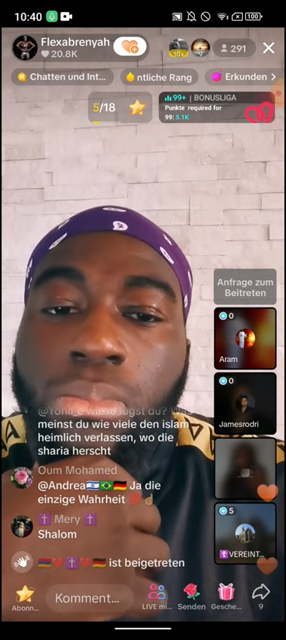 10:40
100
Flexabrenyah
20.8K
291
Chatten und Int...
ntliche Rang
Erkunden
5/18
99+ | BONUSLIGA
Punkte required for
99: 5.1K
Anfrage zum
Beitreten
0
Aram
0
Jamesrodri
5
VEREINT...
meinst du wie viele den islam
heimlich verlassen, wo die
sharia herscht
Oum Mohamed
@Andrea🇮🇱🇧🇷🇩🇪 Ja die
einzige Wahrheit 💯☝🏽
✝️ Mery ✝️
Shalom
ist beigetreten
Abonn...
Komment...
LIVE mi...
Senden
Gesche...
9